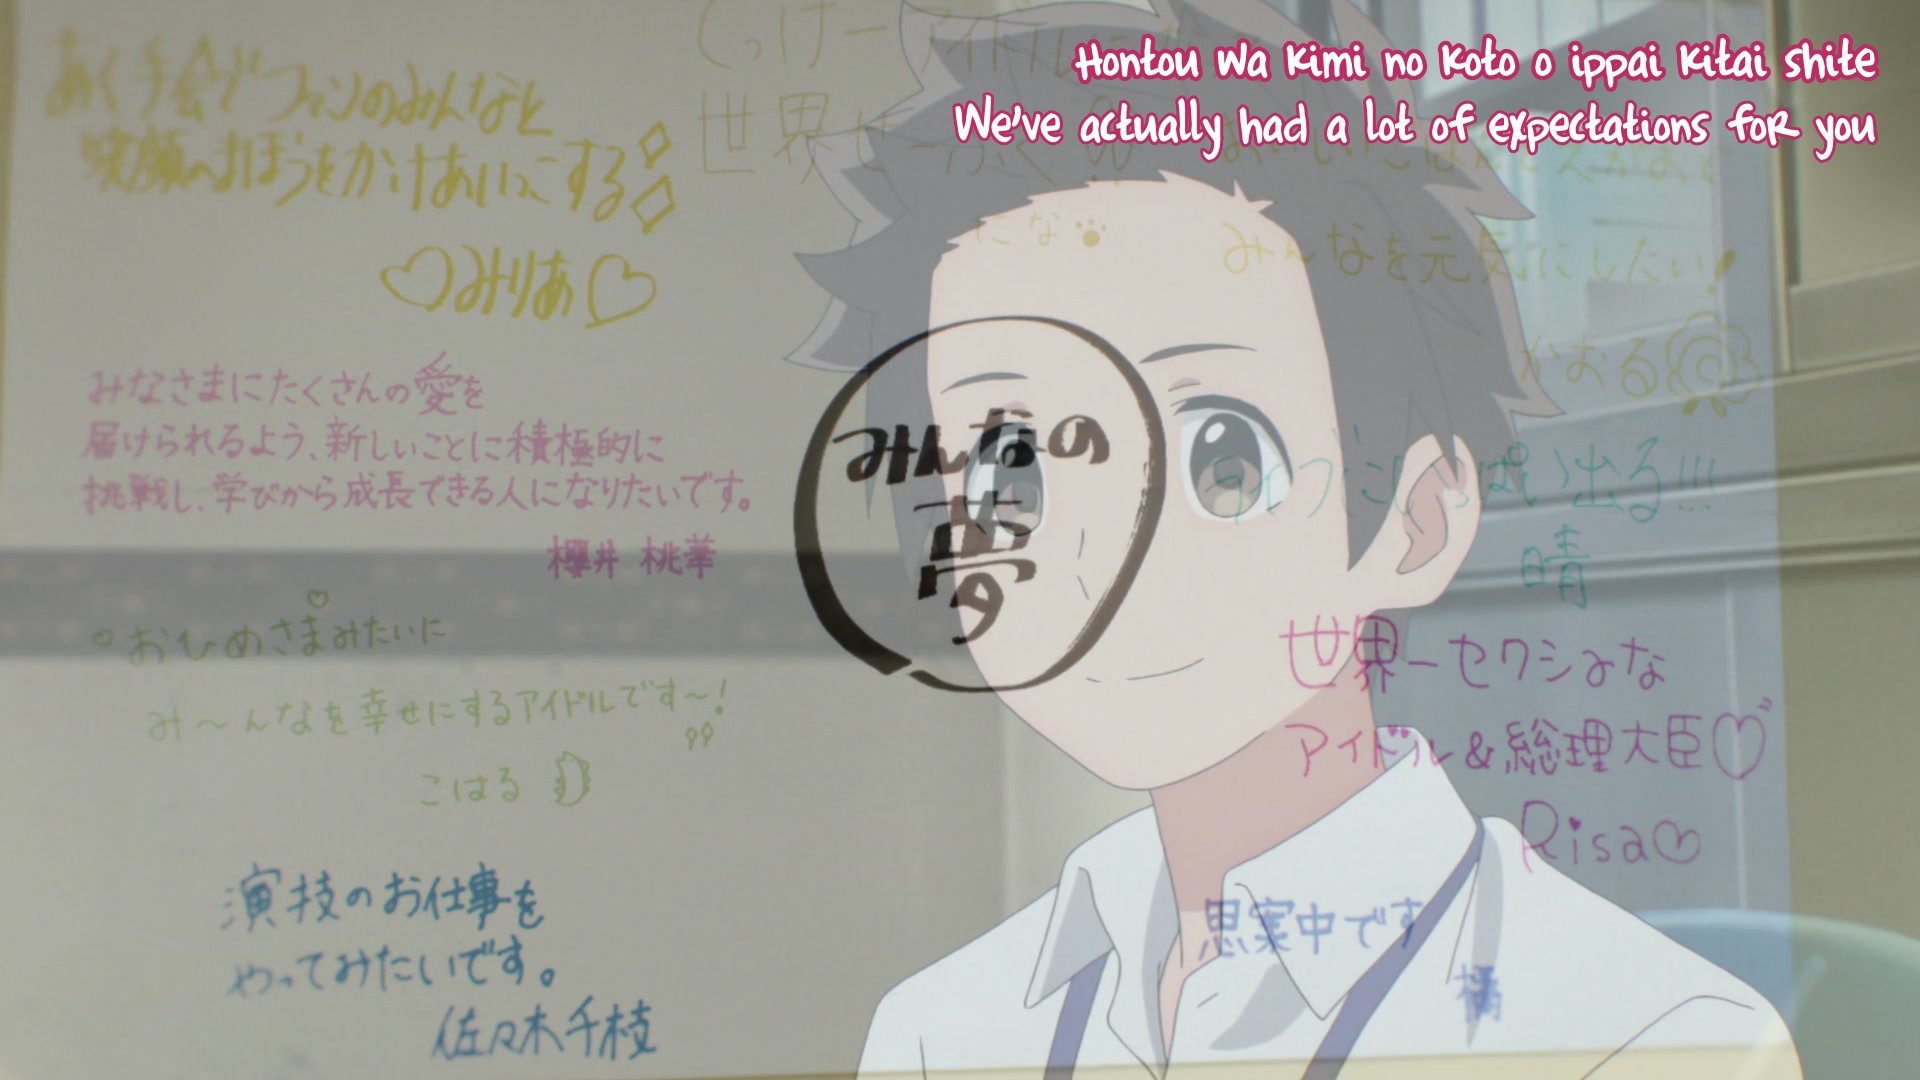 Hontou wa kimi no koto o ippai kitai shite
We've actually had a lot of expectations for you
あく手会でファンのみんなと
笑顔のまほうをかけあいっこする
みりあ
世界
みんなを元気にしたい!
かおる
みなさまにたくさんの愛を
届けられるよう、新しいことに積極的に
挑戦し、学びから成長できる人になりたいです。
櫻井 桃華
みんなの
夢
出る!!!
晴
おひめさまみたいに
み〜んなを幸せにするアイドルです〜!
こはる
世界一セクシーな
アイドル&総理大臣
Risa
演技のお仕事を
やってみたいです。
佐々木千枝
思案中です
橘